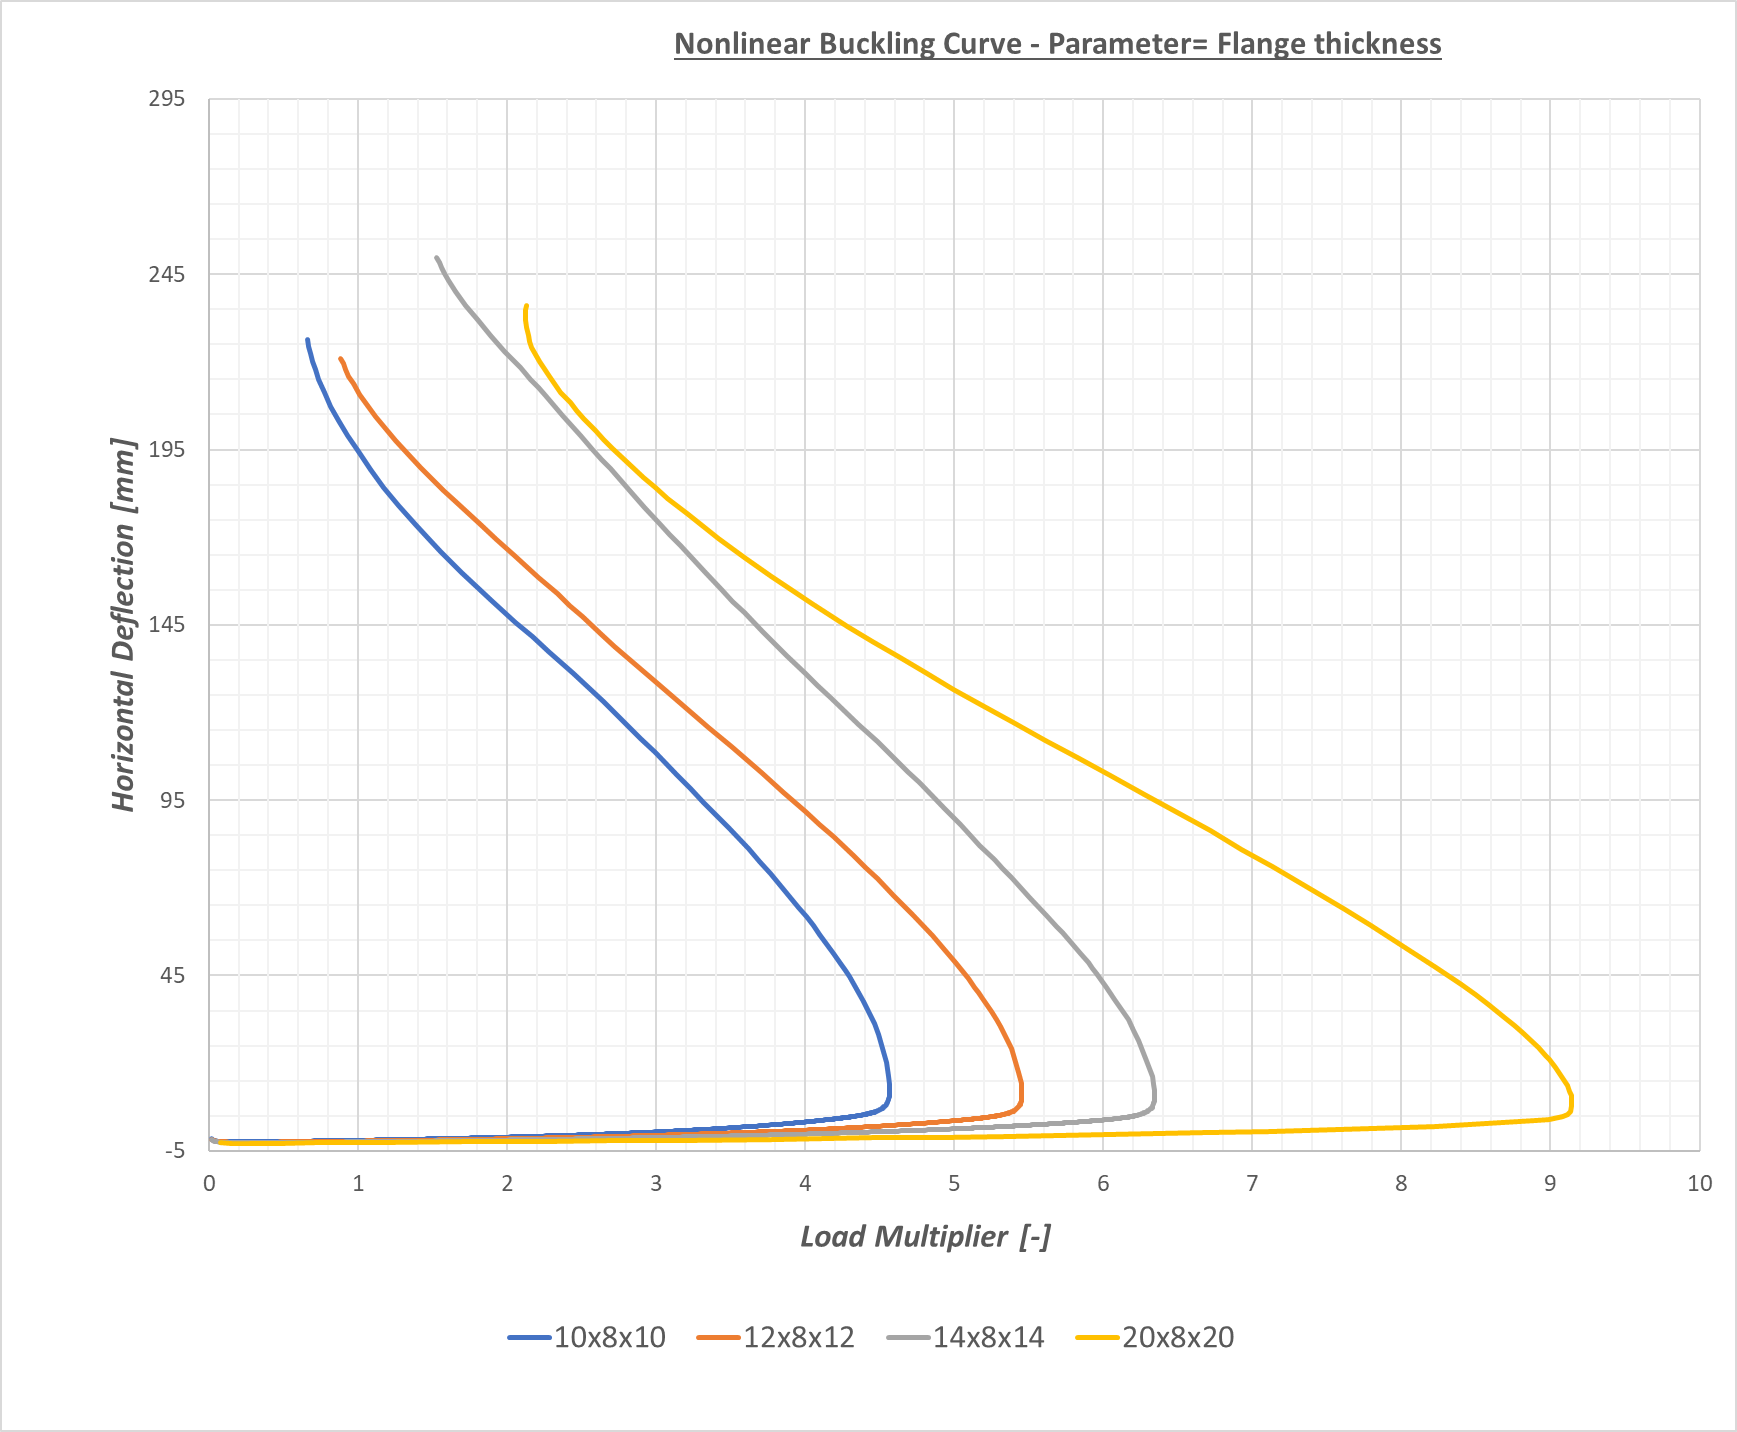 Nonlinear Buckling Curve - Parameter= Flange thickness
295
245
195
145
95
45
-5
Horizontal Deflection [mm]
0 1 2 3 4 5 6 7 8 9 10
Load Multiplier [-]
10x8x10 12x8x12 14x8x14 20x8x20